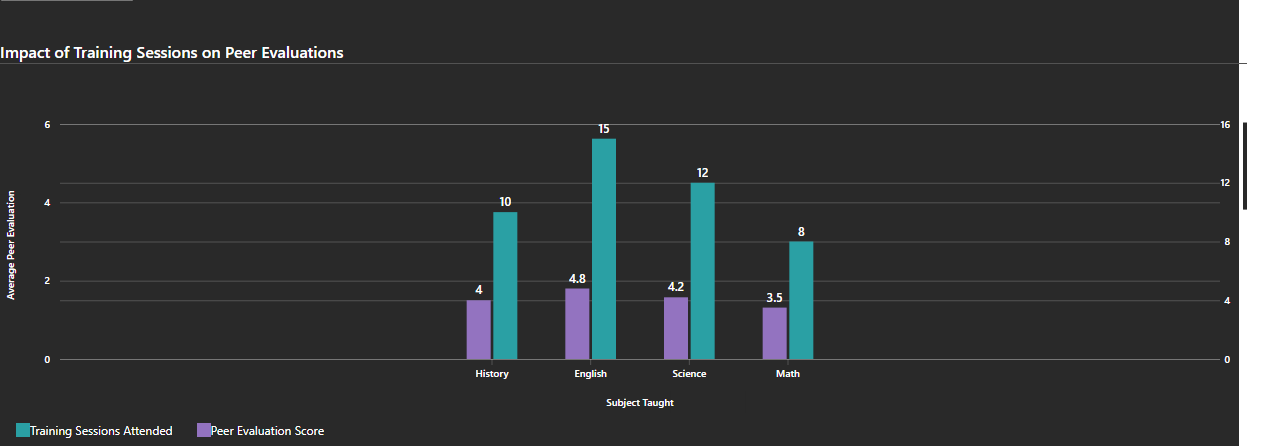 Impact of Training Sessions on Peer Evaluations
6
4
2
0
Average Peer Evaluation
16
12
8
4
0
4
10
4.8
15
4.2
12
3.5
8
History
English
Science
Math
Subject Taught
Training Sessions Attended
Peer Evaluation Score